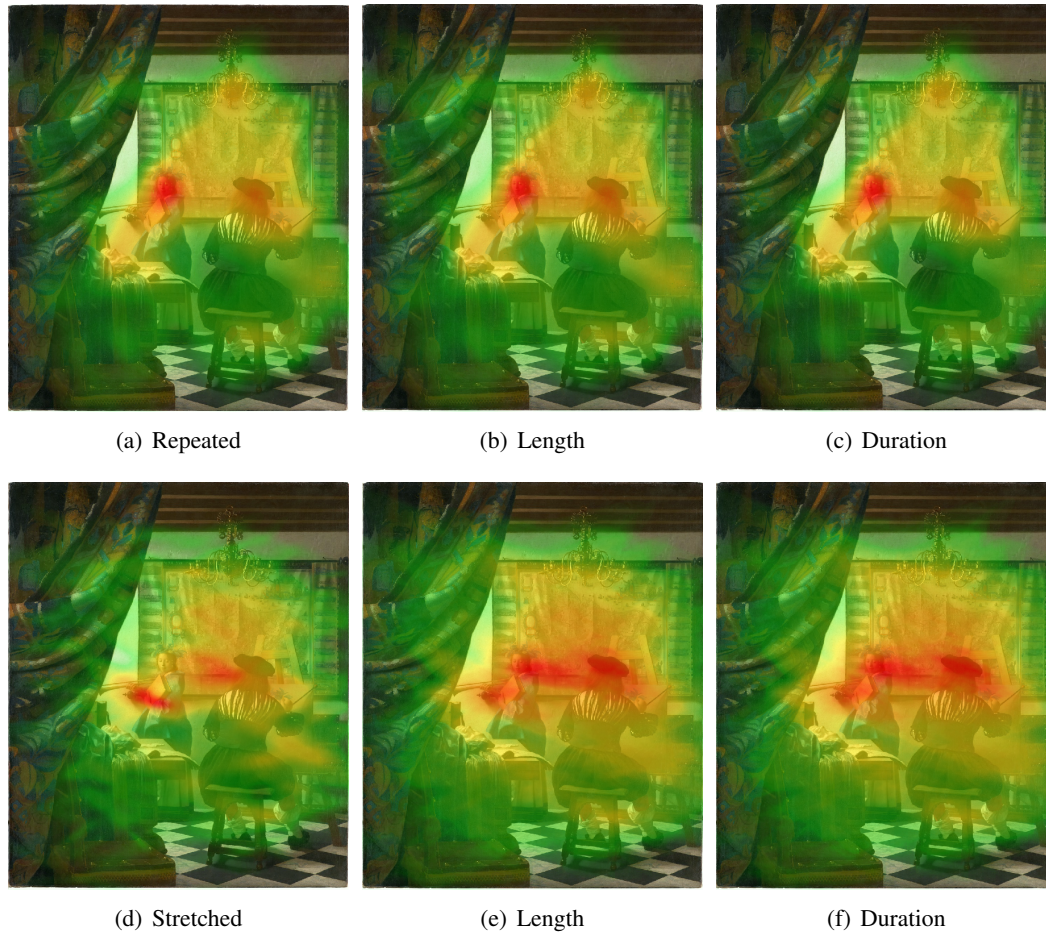 (a) Repeated
(b) Length
(c) Duration
(d) Stretched
(e) Length
(f) Duration